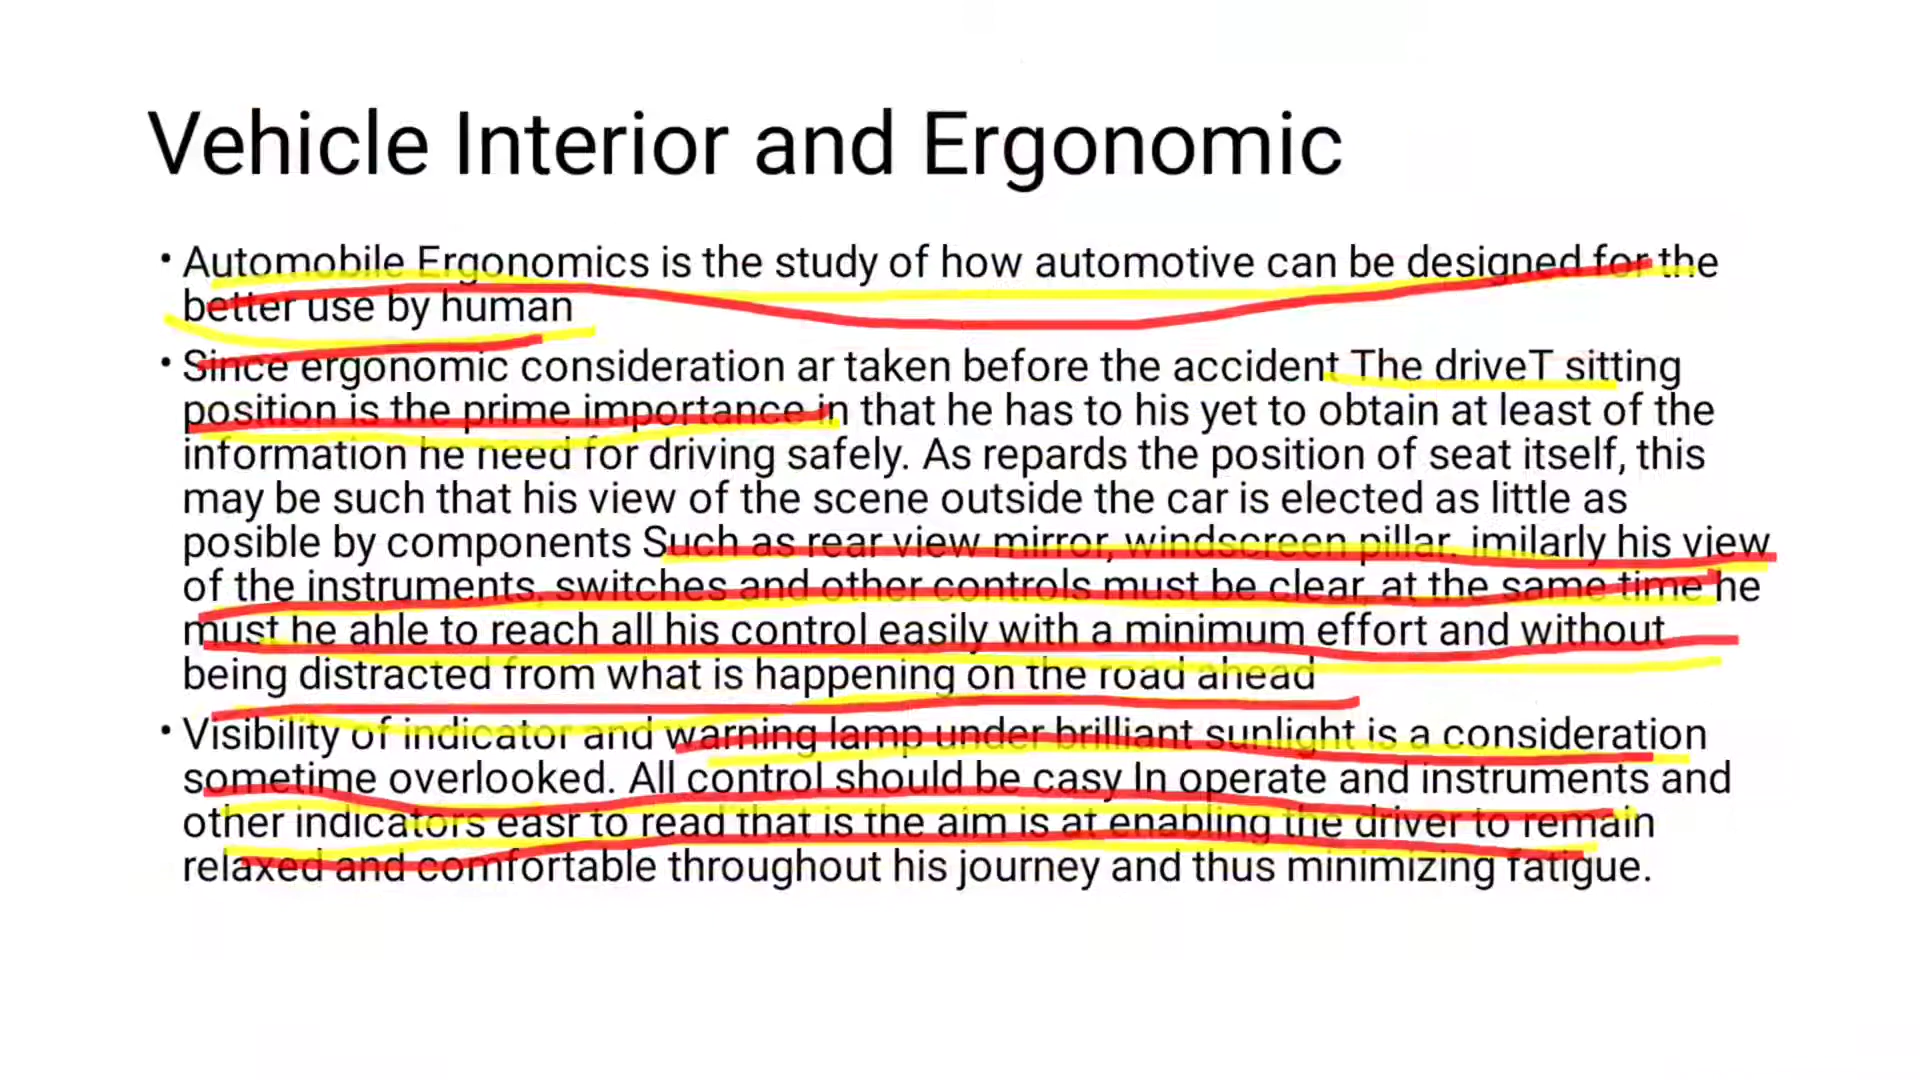 Vehicle Interior and Ergonomic
• Automobile Ergonomics is the study of how automotive can be designed for the
better use by human
• Since ergonomic consideration ar taken before the accident The driveT sitting
position is the prime importance in that he has to his yet to obtain at least of the
information he need for driving safely. As repards the position of seat itself, this
may be such that his view of the scene outside the car is elected as little as
posible by components Such as rear view mirror, windscreen pillar. imilarly his view
of the instruments, switches and other controls must be clear, at the same time he
must he ahle to reach all his control easily with a minimum effort and without
being distracted from what is happening on the road ahead
• Visibility of indicator and warning lamp under brilliant sunlight is a consideration
sometime overlooked. All control should be casy In operate and instruments and
other indicators easr to read that is the aim is at enabling the driver to remain
relaxed and comfortable throughout his journey and thus minimizing fatigue.